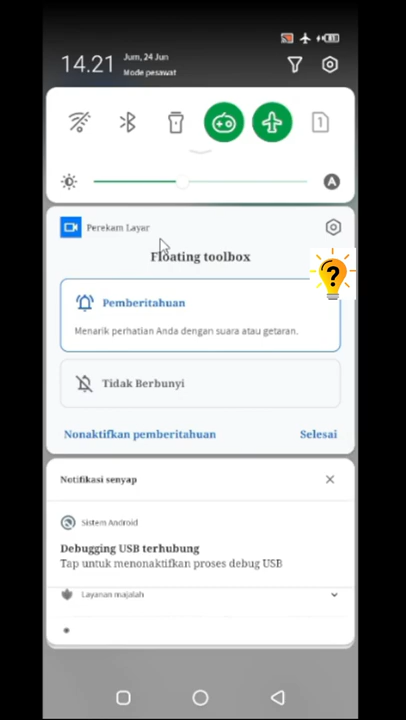 14.21
Jum, 24 Jun
Mode pesawat
1
A
Perekam Layar
Floating toolbox
?
Pemberitahuan
Menarik perhatian Anda dengan suara atau getaran.
Tidak Berbunyi
Nonaktifkan pemberitahuan
Selesai
Notifikasi senyap
Sistem Android
Debugging USB terhubung
Tap untuk menonaktifkan proses debug USB
Layanan majalah